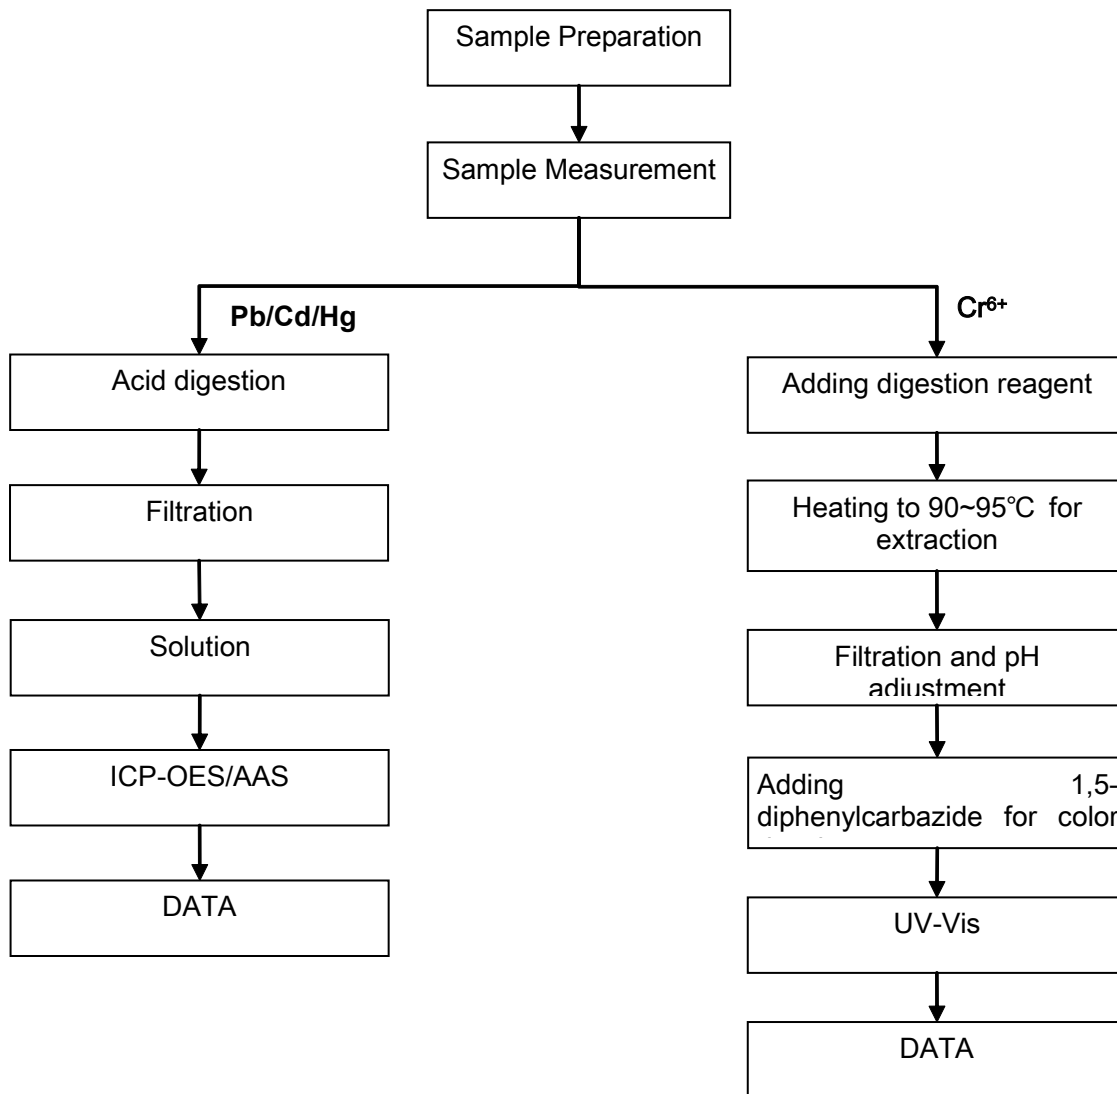 Sample Preparation
Sample Measurement
Pb/Cd/Hg
Cr⁶⁺
Acid digestion
Filtration
Solution
ICP-OES/AAS
DATA
Adding digestion reagent
Heating to 90~95℃ for
extraction
Filtration and pH
adjustment
Adding 1,5-
diphenylcarbazide for color
UV-Vis
DATA